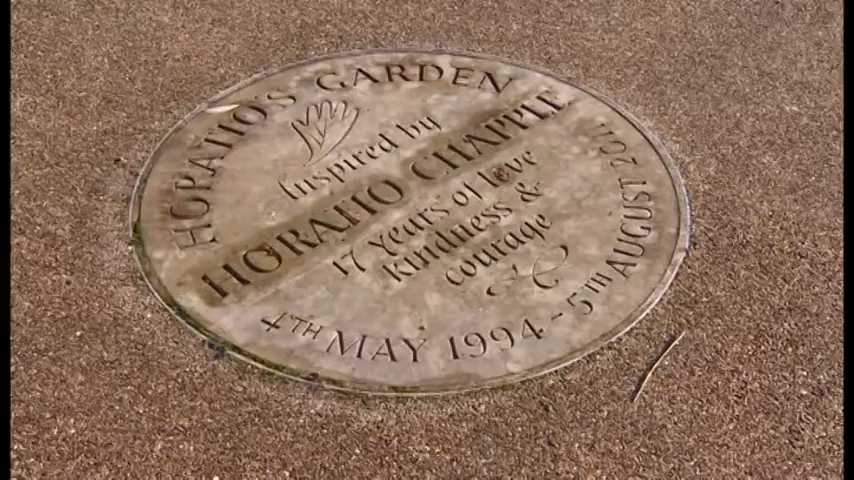 HORATIO'S GARDEN
Inspired by
HORATIO CHAPPLE
17 years of love
kindness &
courage
4TH MAY 1994 - 5TH AUGUST 2011